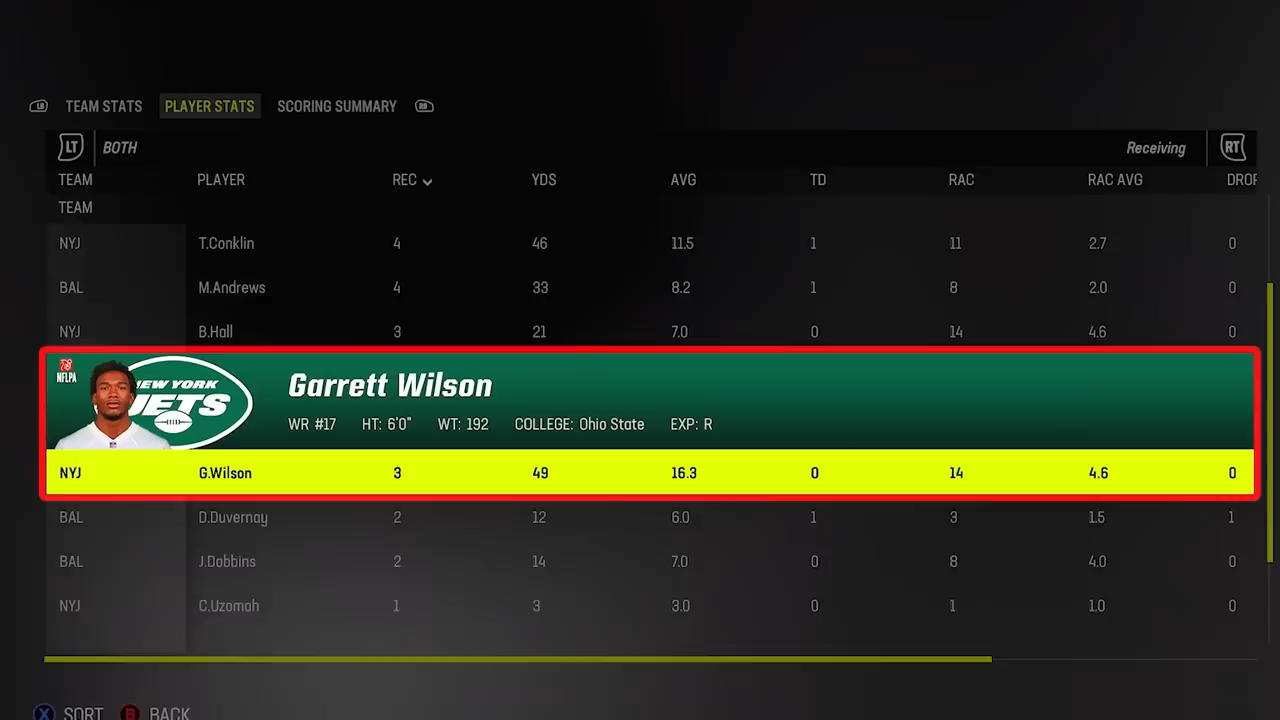 LB TEAM STATS PLAYER STATS SCORING SUMMARY RB
LT BOTH Receiving RT
TEAM PLAYER REC YDS AVG TD RAC RAC AVG DROP
TEAM
NYJ T.Conklin 4 46 11.5 1 11 2.7 0
BAL M.Andrews 4 33 8.2 1 8 2.0 0
NYJ B.Hall 3 21 7.0 0 14 4.6 0
NFLPA NEW YORK JETS
Garrett Wilson
WR #17 HT: 6'0" WT: 192 COLLEGE: Ohio State EXP: R
NYJ G.Wilson 3 49 16.3 0 14 4.6 0
BAL D.Duvernay 2 12 6.0 1 3 1.5 1
BAL J.Dobbins 2 14 7.0 0 8 4.0 0
NYJ C.Uzomah 1 3 3.0 0 1 1.0 0
X SORT B BACK